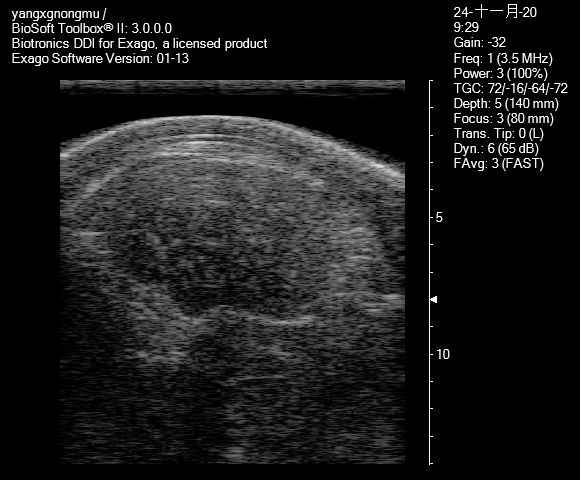 yangxgnongmu /
BioSoft Toolbox® II: 3.0.0.0
Biotronics DDI for Exago, a licensed product
Exago Software Version: 01-13
24-十一月-20
9:29
Gain: -32
Freq: 1 (3.5 MHz)
Power: 3 (100%)
TGC: 72/-16/-64/-72
Depth: 5 (140 mm)
Focus: 3 (80 mm)
Trans. Tip: 0 (L)
Dyn.: 6 (65 dB)
FAvg: 3 (FAST)
5
10